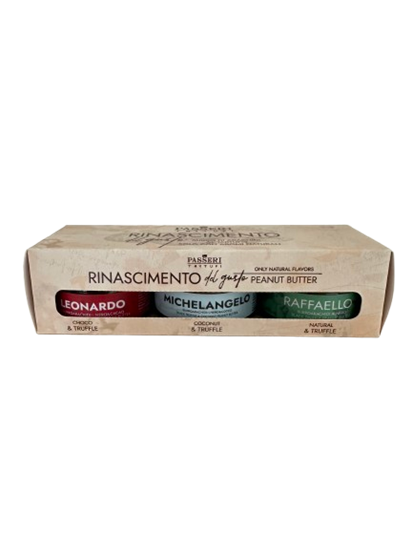 PASSERI
RINASCIMENTO
PASSERI
TARTUFI
ONLY NATURAL FLAVORS
RINASCIMENTO del gusto PEANUT BUTTER
LEONARDO
MICHELANGELO
RAFFAELLO
CHOCO
& TRUFFLE
COCONUT
& TRUFFLE
NATURAL
& TRUFFLE